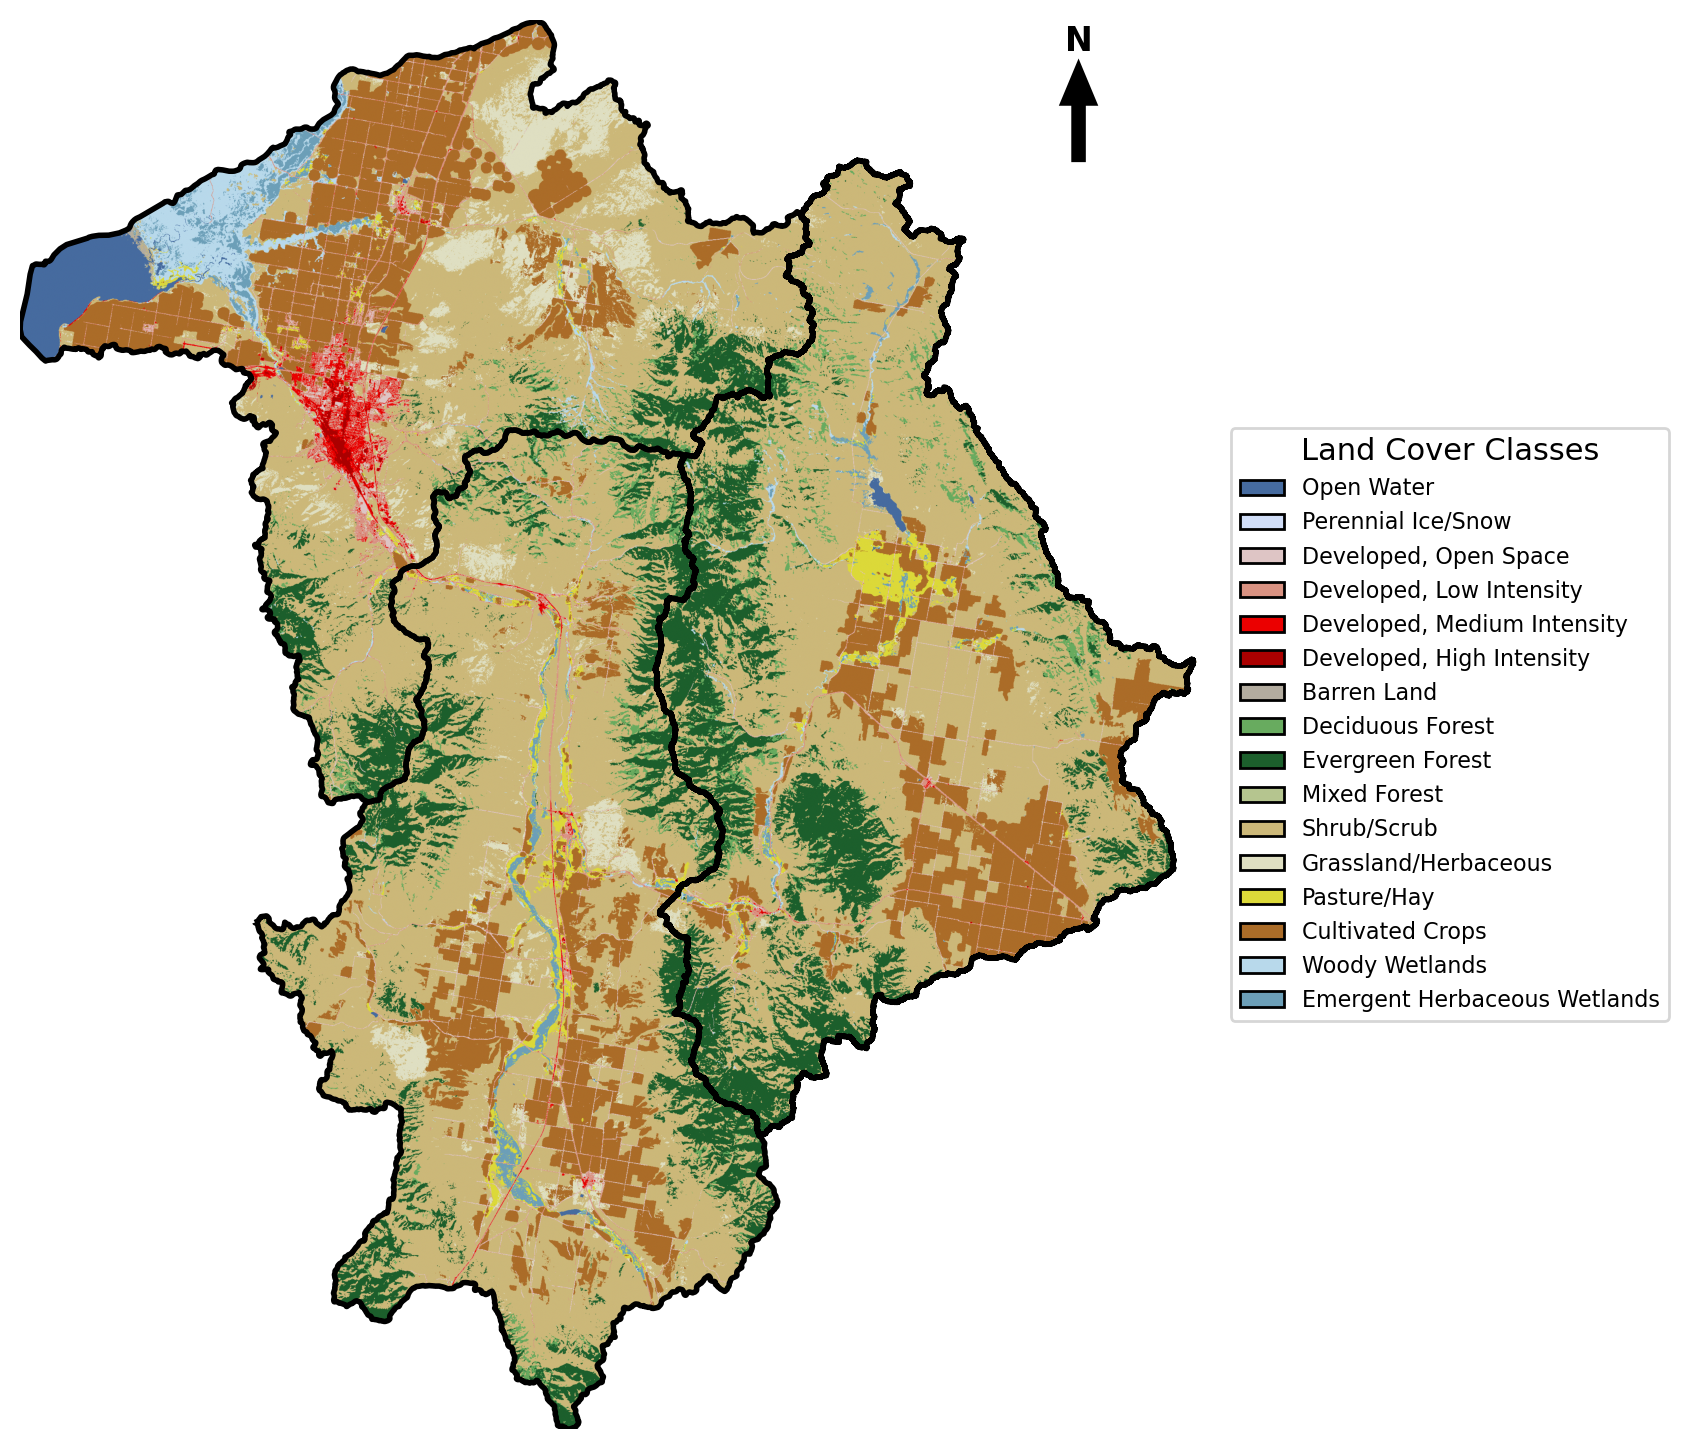 N
Land Cover Classes
Open Water
Perennial Ice/Snow
Developed, Open Space
Developed, Low Intensity
Developed, Medium Intensity
Developed, High Intensity
Barren Land
Deciduous Forest
Evergreen Forest
Mixed Forest
Shrub/Scrub
Grassland/Herbaceous
Pasture/Hay
Cultivated Crops
Woody Wetlands
Emergent Herbaceous Wetlands